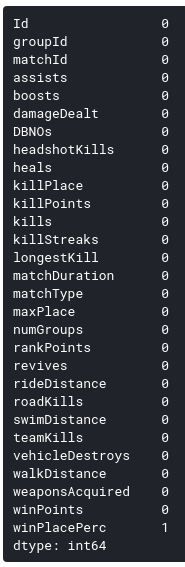 Id 0
groupId 0
matchId 0
assists 0
boosts 0
damageDealt 0
DBNOs 0
headshotKills 0
heals 0
killPlace 0
killPoints 0
kills 0
killStreaks 0
longestKill 0
matchDuration 0
matchType 0
maxPlace 0
numGroups 0
rankPoints 0
revives 0
rideDistance 0
roadKills 0
swimDistance 0
teamKills 0
vehicleDestroys 0
walkDistance 0
weaponsAcquired 0
winPoints 0
winPlacePerc 1
dtype: int64